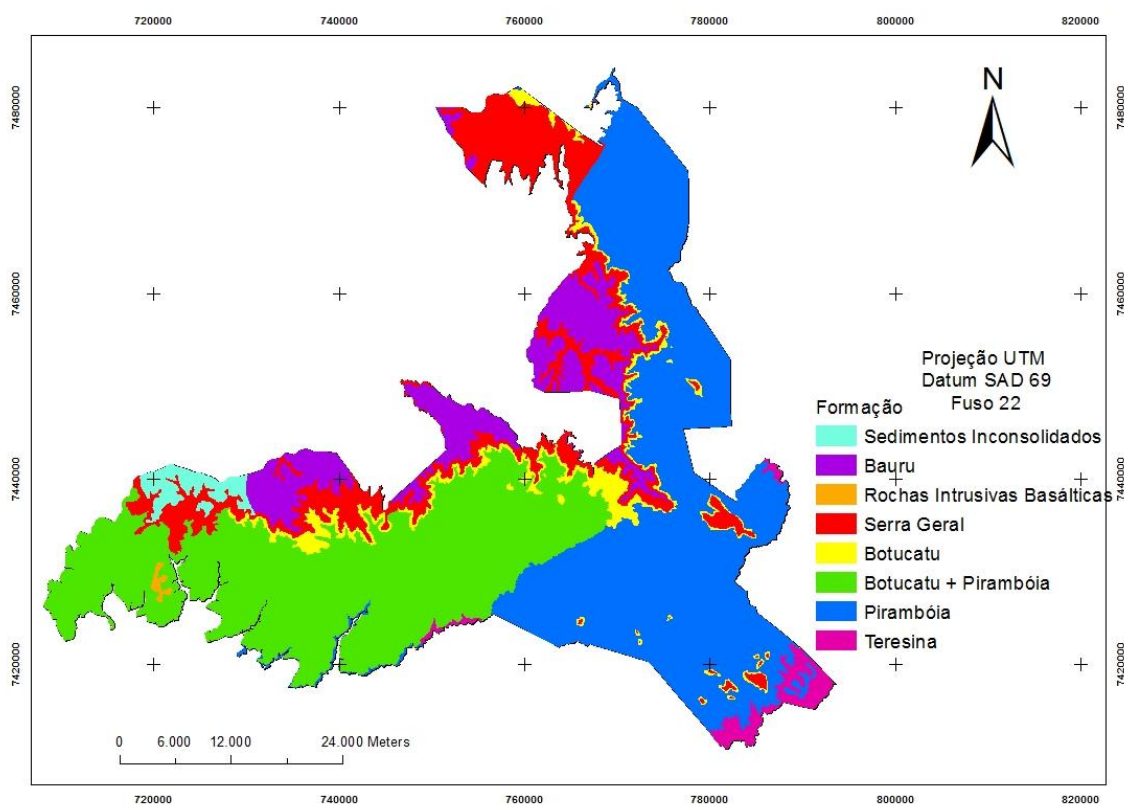 720000 740000 760000 780000 800000 820000
7480000 7480000
7460000 7460000
7440000 7440000
7420000 7420000
N
Projeção UTM
Datum SAD 69
Fuso 22
Formação
Sedimentos Inconsolidados
Bauru
Rochas Intrusivas Basálticas
Serra Geral
Botucatu
Botucatu + Pirambóia
Pirambóia
Teresina
0 6.000 12.000 24.000 Meters
720000 740000 760000 780000 800000 820000